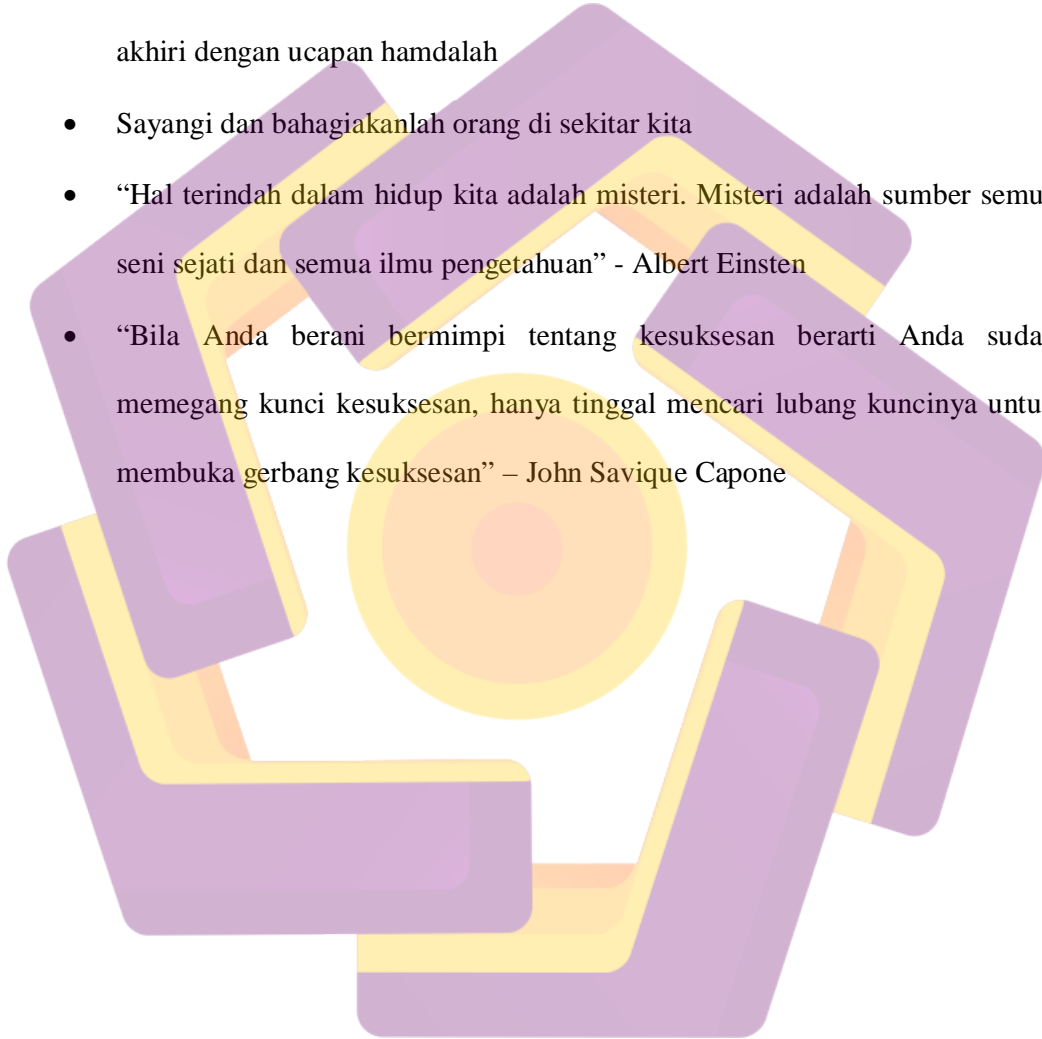 akhiri dengan ucapan hamdalah
• Sayangi dan bahagiakanlah orang di sekitar kita
• “Hal terindah dalam hidup kita adalah misteri. Misteri adalah sumber semu
seni sejati dan semua ilmu pengetahuan” - Albert Einsten
• “Bila Anda berani bermimpi tentang kesuksesan berarti Anda suda
memegang kunci kesuksesan, hanya tinggal mencari lubang kuncinya untu
membuka gerbang kesuksesan” – John Savique Capone